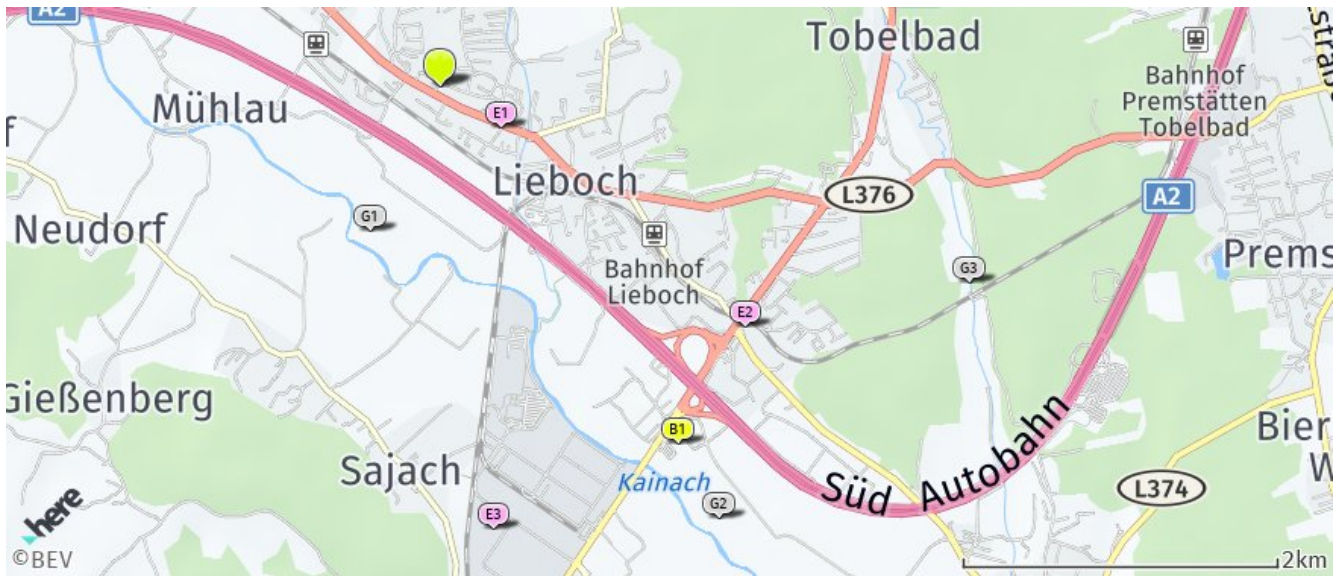 A2
Tobelbad
Mühlau
E1
Bahnhof
Premstätten
Tobelbad
Lieboch
L376
A2
G1
Neudorf
Bahnhof
Lieboch
G3
Prems
E2
Gießenberg
B1
Bier
Sajach
Kainach
Süd Autobahn
L374
G2
E3
here
©BEV
2km